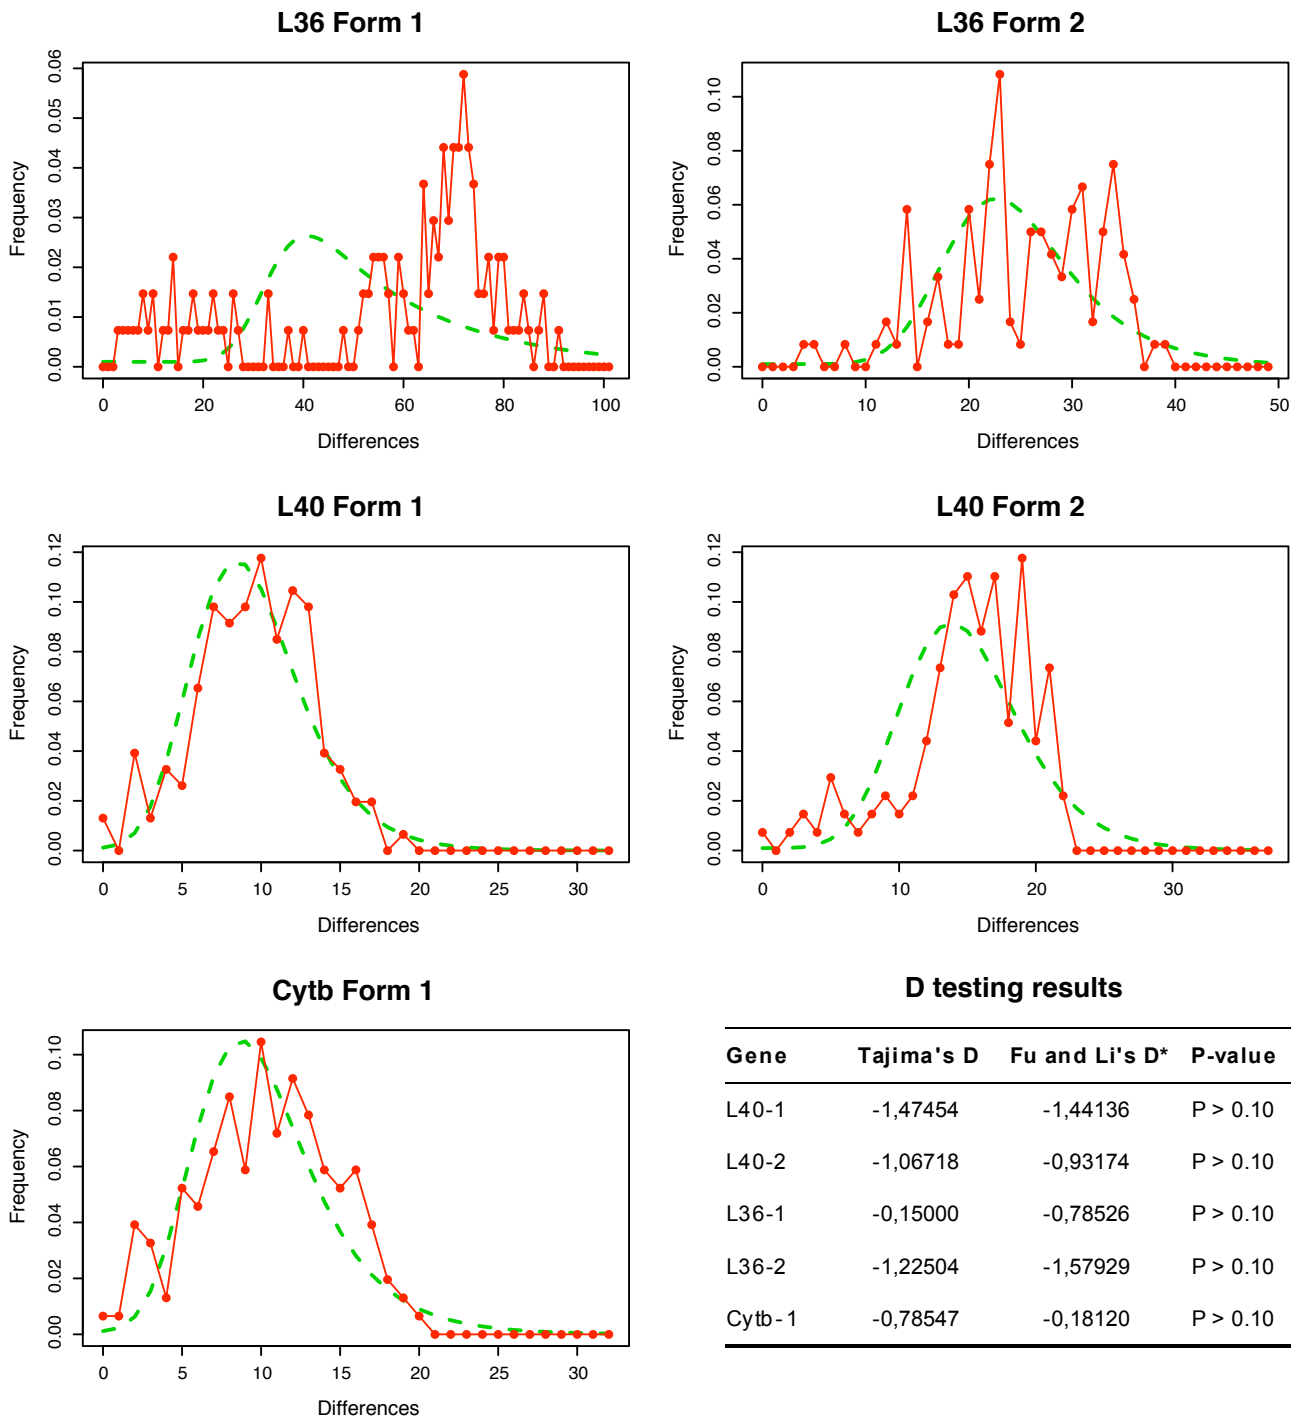 L36 Form 1
Frequency
0.00 0.01 0.02 0.03 0.04 0.05 0.06
0 20 40 60 80 100
Differences
L36 Form 2
Frequency
0.00 0.02 0.04 0.06 0.08 0.10
0 10 20 30 40 50
Differences
L40 Form 1
Frequency
0.00 0.02 0.04 0.06 0.08 0.10 0.12
0 5 10 15 20 25 30
Differences
L40 Form 2
Frequency
0.00 0.02 0.04 0.06 0.08 0.10 0.12
0 10 20 30
Differences
Cytb Form 1
Frequency
0.00 0.02 0.04 0.06 0.08 0.10
0 5 10 15 20 25 30
Differences
D testing results
Gene Tajima's D Fu and Li's D* P-value
L40-1 -1,47454 -1,44136 P > 0.10
L40-2 -1,06718 -0,93174 P > 0.10
L36-1 -0,15000 -0,78526 P > 0.10
L36-2 -1,22504 -1,57929 P > 0.10
Cytb-1 -0,78547 -0,18120 P > 0.10